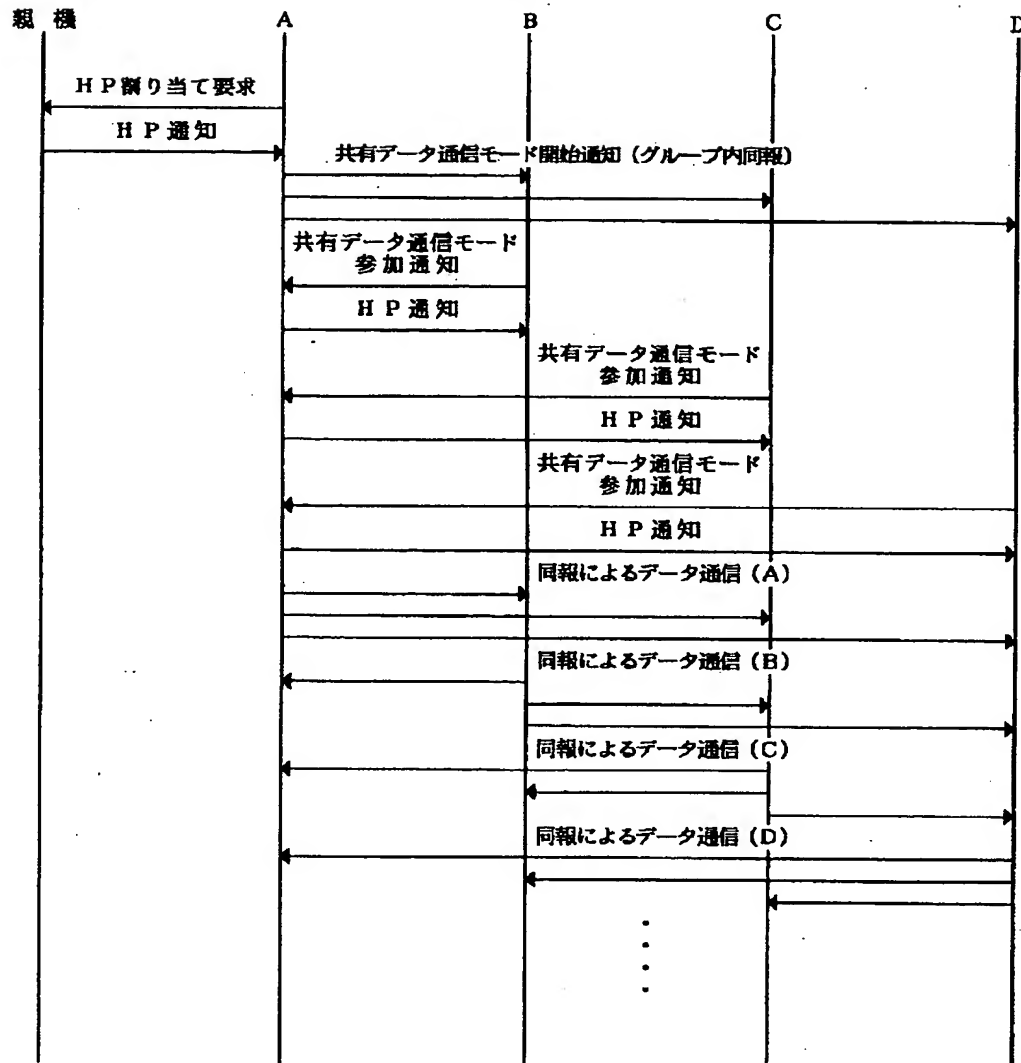 親機 A B C D
HP割り当て要求
HP通知
共有データ通信モード開始通知(グループ内同報)
共有データ通信モード
参加通知
HP通知
共有データ通信モード
参加通知
HP通知
共有データ通信モード
参加通知
HP通知
同報によるデータ通信(A)
同報によるデータ通信(B)
同報によるデータ通信(C)
同報によるデータ通信(D)